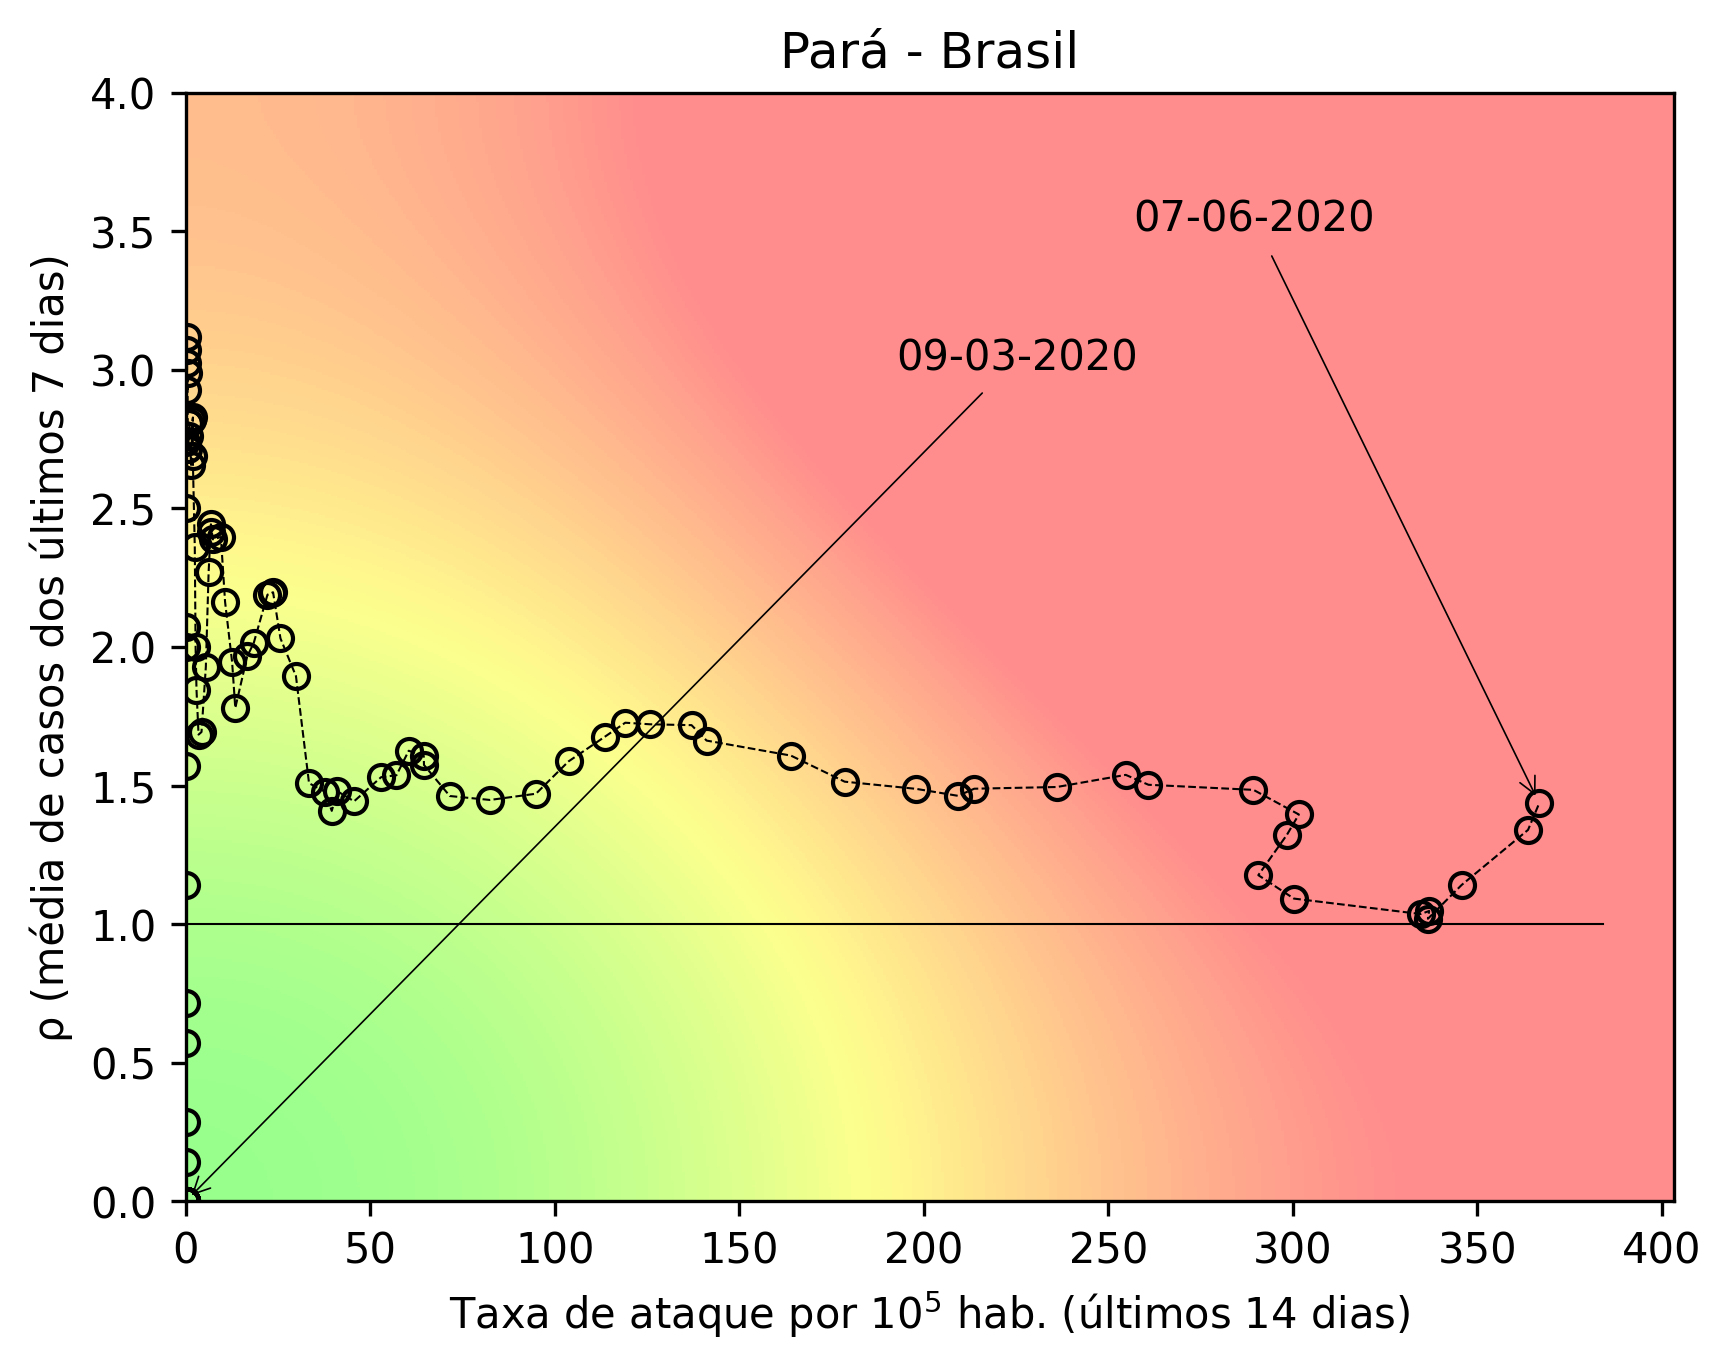 Pará - Brasil
4.0
3.5
3.0
2.5
2.0
1.5
1.0
0.5
0.0
ρ (média de casos dos últimos 7 dias)
07-06-2020
09-03-2020
0 50 100 150 200 250 300 350 400
Taxa de ataque por 10⁵ hab. (últimos 14 dias)